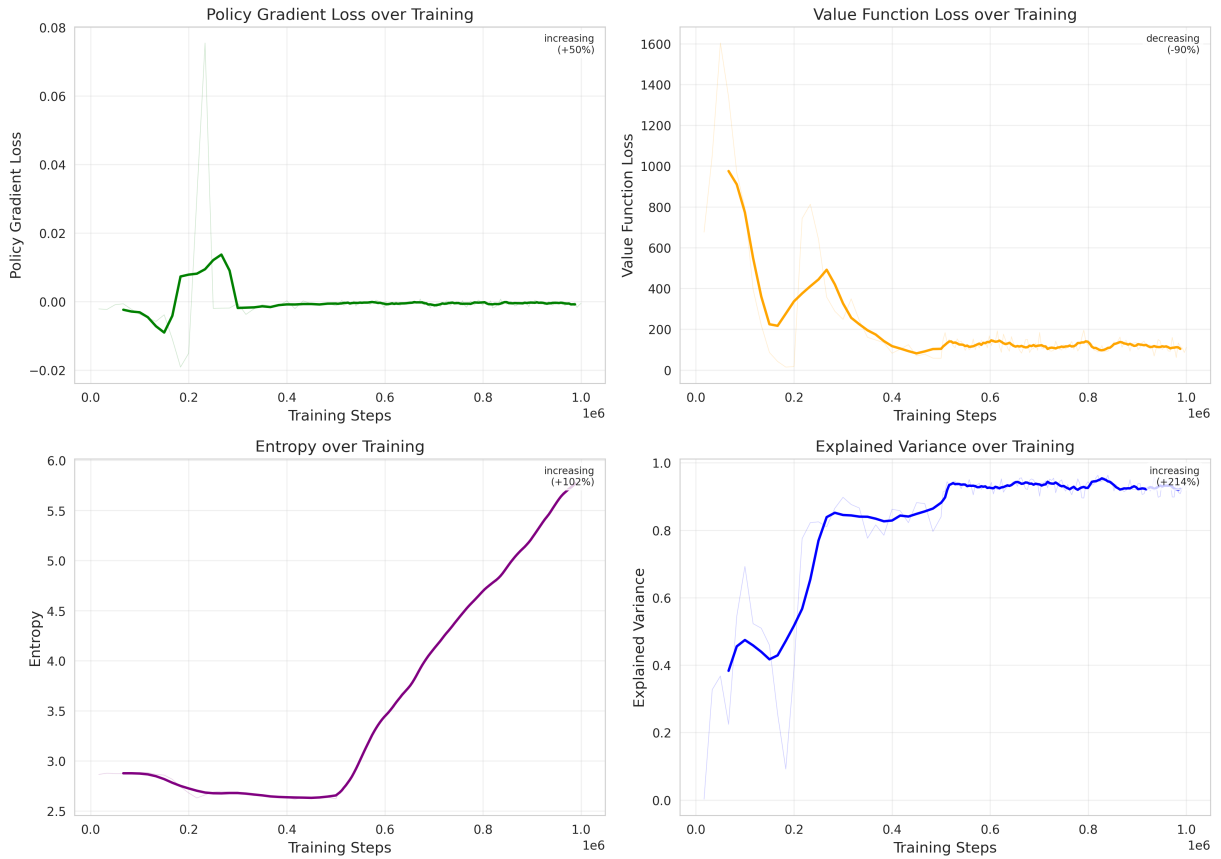 Policy Gradient Loss over Training
increasing
(+50%)
0.08
0.06
0.04
0.02
0.00
−0.02
Policy Gradient Loss
0.0 0.2 0.4 0.6 0.8 1.0
1e6
Training Steps
Value Function Loss over Training
decreasing
(-90%)
1600
1400
1200
1000
800
600
400
200
0
Value Function Loss
0.0 0.2 0.4 0.6 0.8 1.0
1e6
Training Steps
Entropy over Training
increasing
(+102%)
6.0
5.5
5.0
4.5
4.0
3.5
3.0
2.5
Entropy
0.0 0.2 0.4 0.6 0.8 1.0
1e6
Training Steps
Explained Variance over Training
increasing
(+214%)
1.0
0.8
0.6
0.4
0.2
0.0
Explained Variance
0.0 0.2 0.4 0.6 0.8 1.0
1e6
Training Steps